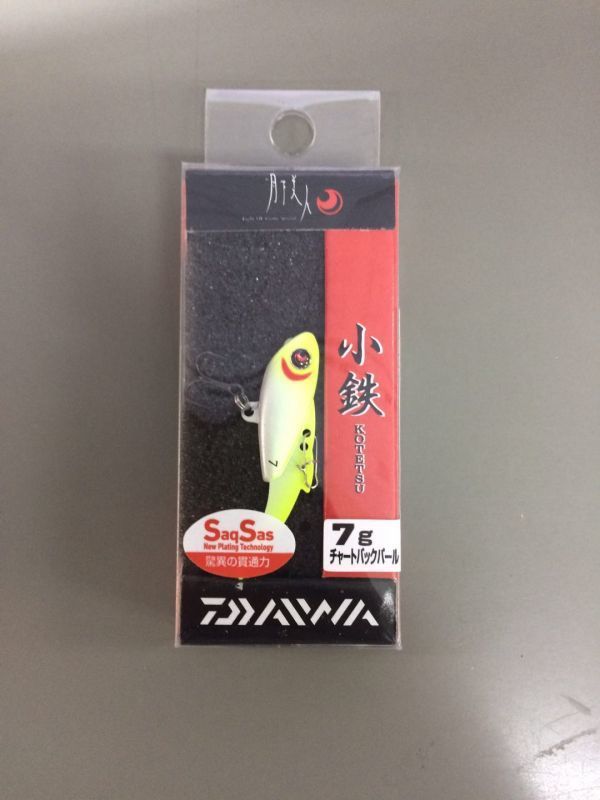 月下美人
小鉄
KOTETSU
7
SaqSas
New Plating Technology
驚異の貫通力
7g
チャートバックパール
DAIWA